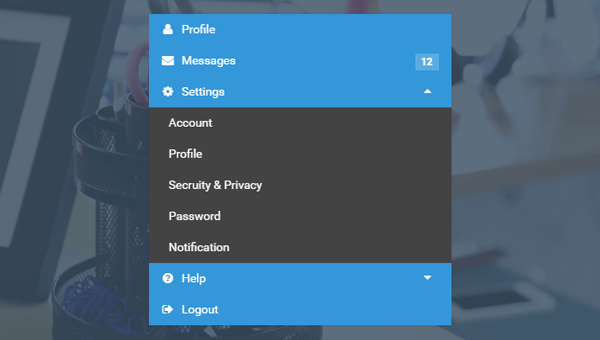 Profile
Messages 12
Settings
Account
Profile
Secruity & Privacy
Password
Notification
Help
Logout